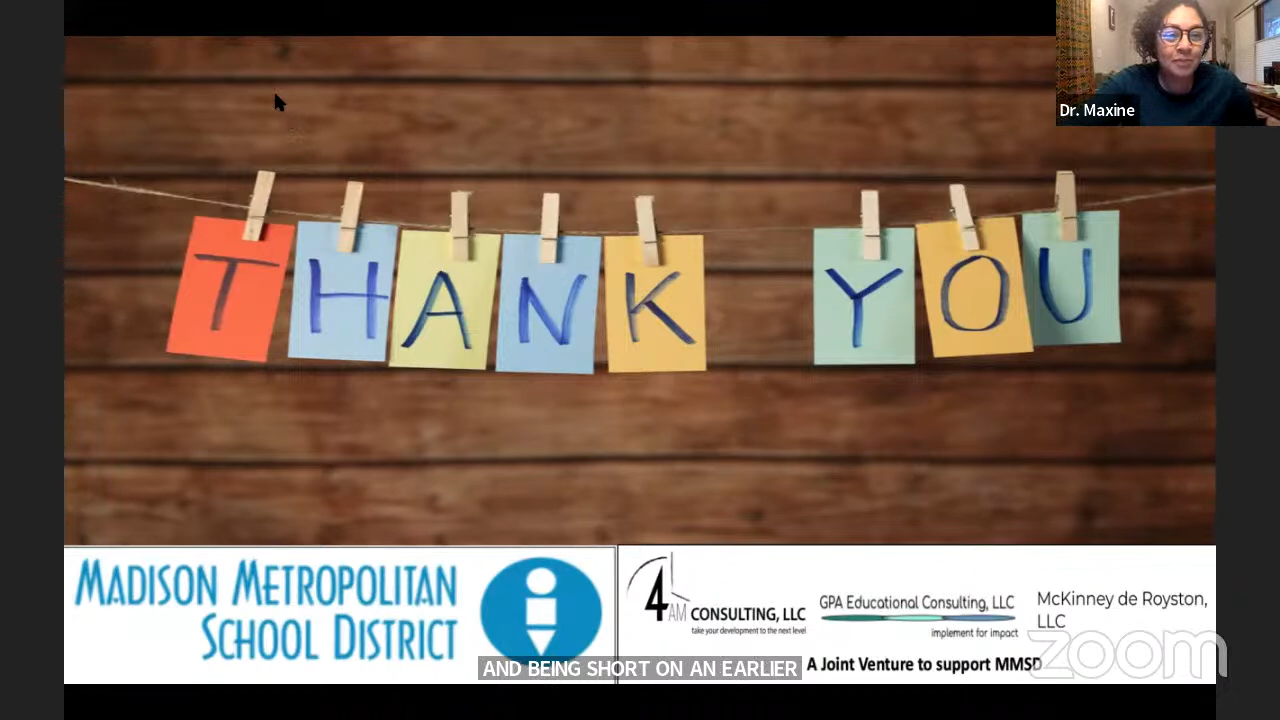 Dr. Maxine
THANK YOU
MADISON METROPOLITAN
SCHOOL DISTRICT
4AM CONSULTING, LLC
take your development to the next level
GPA Educational Consulting, LLC
implement for impact
McKinney de Royston,
LLC
A Joint Venture to support MMSD
AND BEING SHORT ON AN EARLIER
zoom